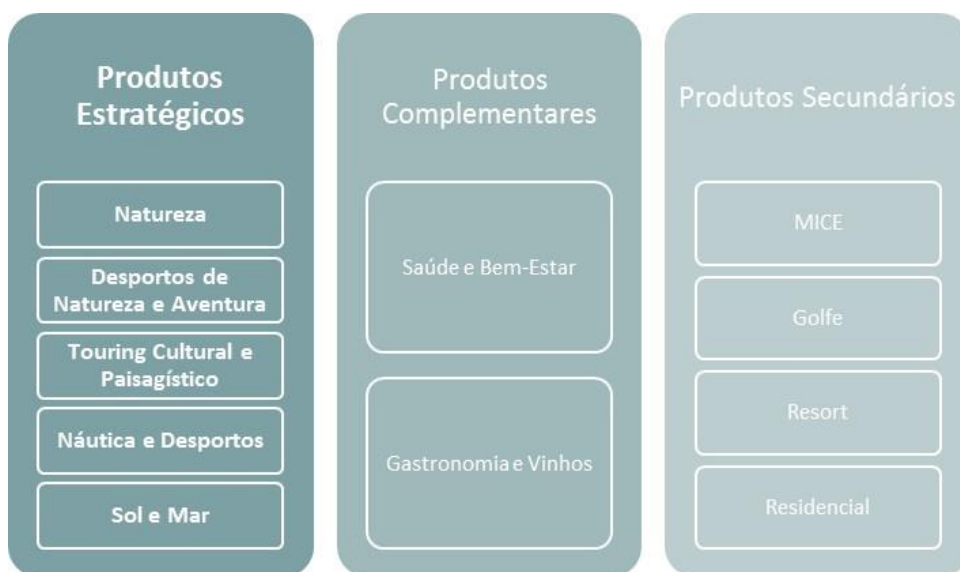 Produtos
Estratégicos
Natureza
Desportos de
Natureza e Aventura
Touring Cultural e
Paisagístico
Náutica e Desportos
Sol e Mar
Produtos
Complementares
Saúde e Bem-Estar
Gastronomia e Vinhos
Produtos Secundários
MICE
Golfe
Resort
Residencial